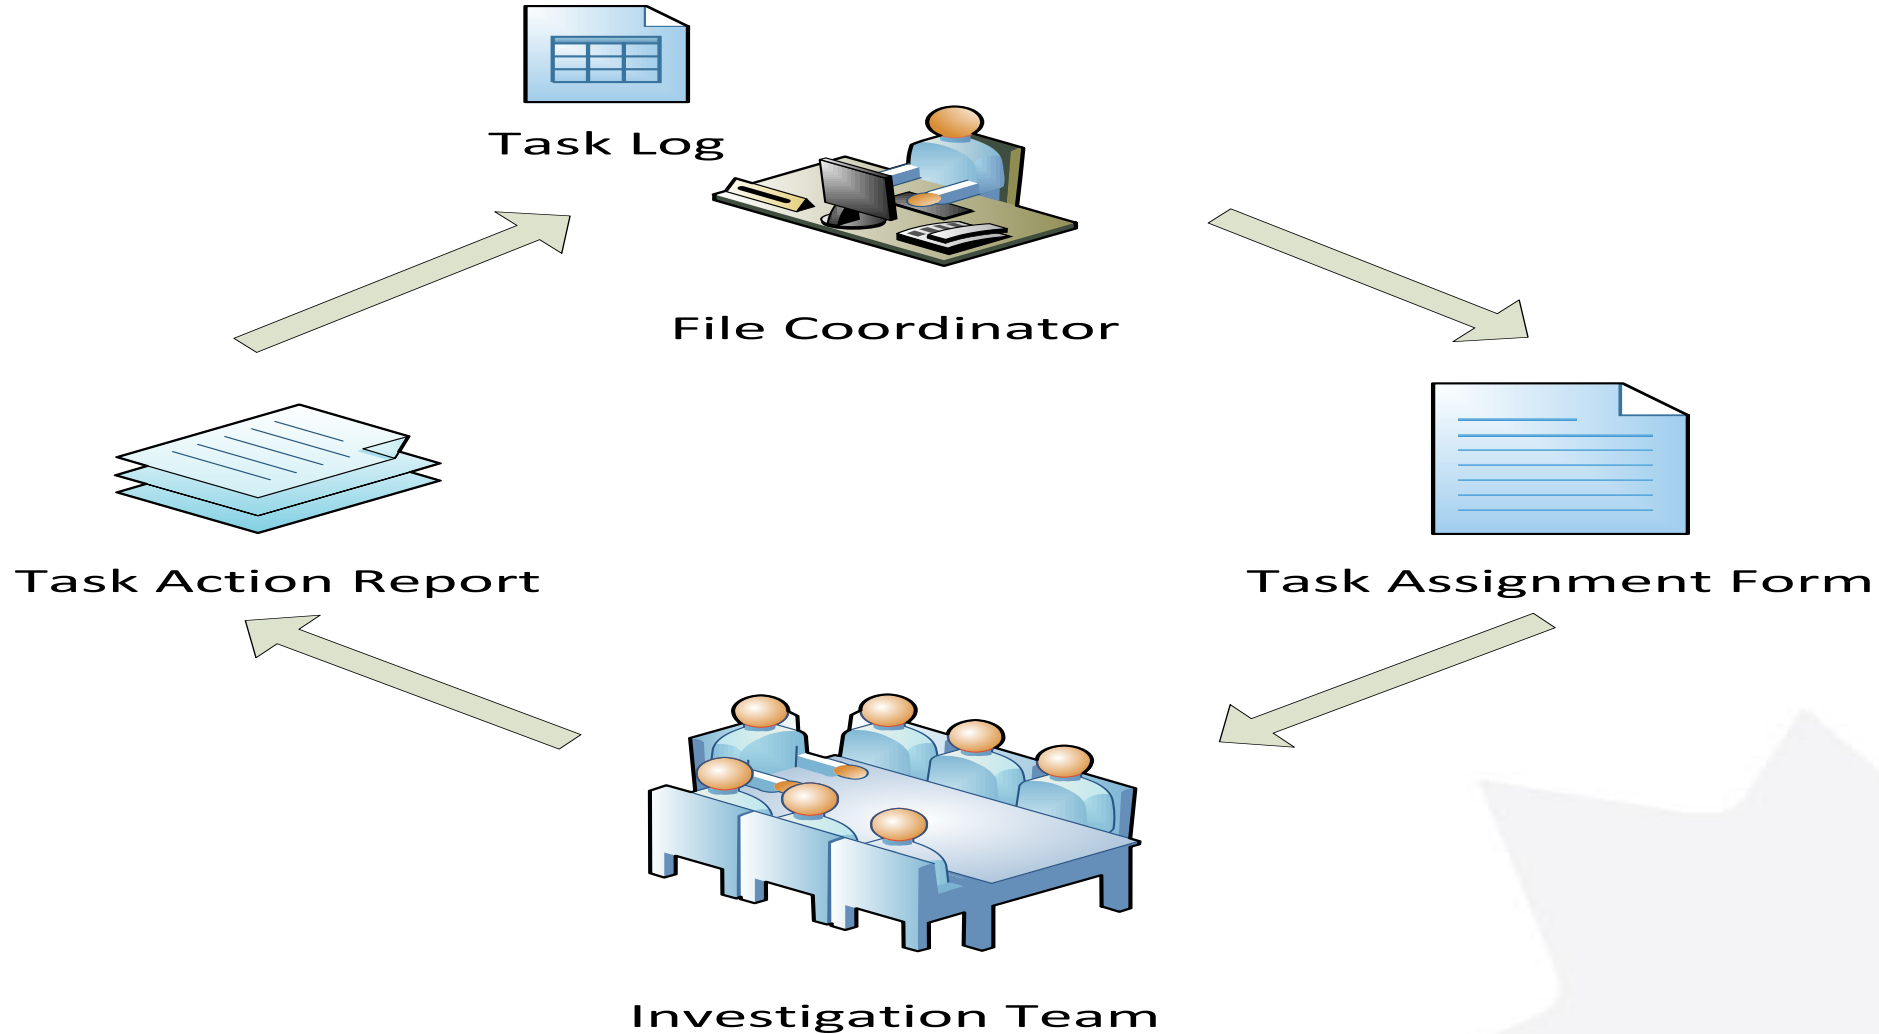 Task Log
File Coordinator
Task Action Report
Task Assignment Form
Investigation Team